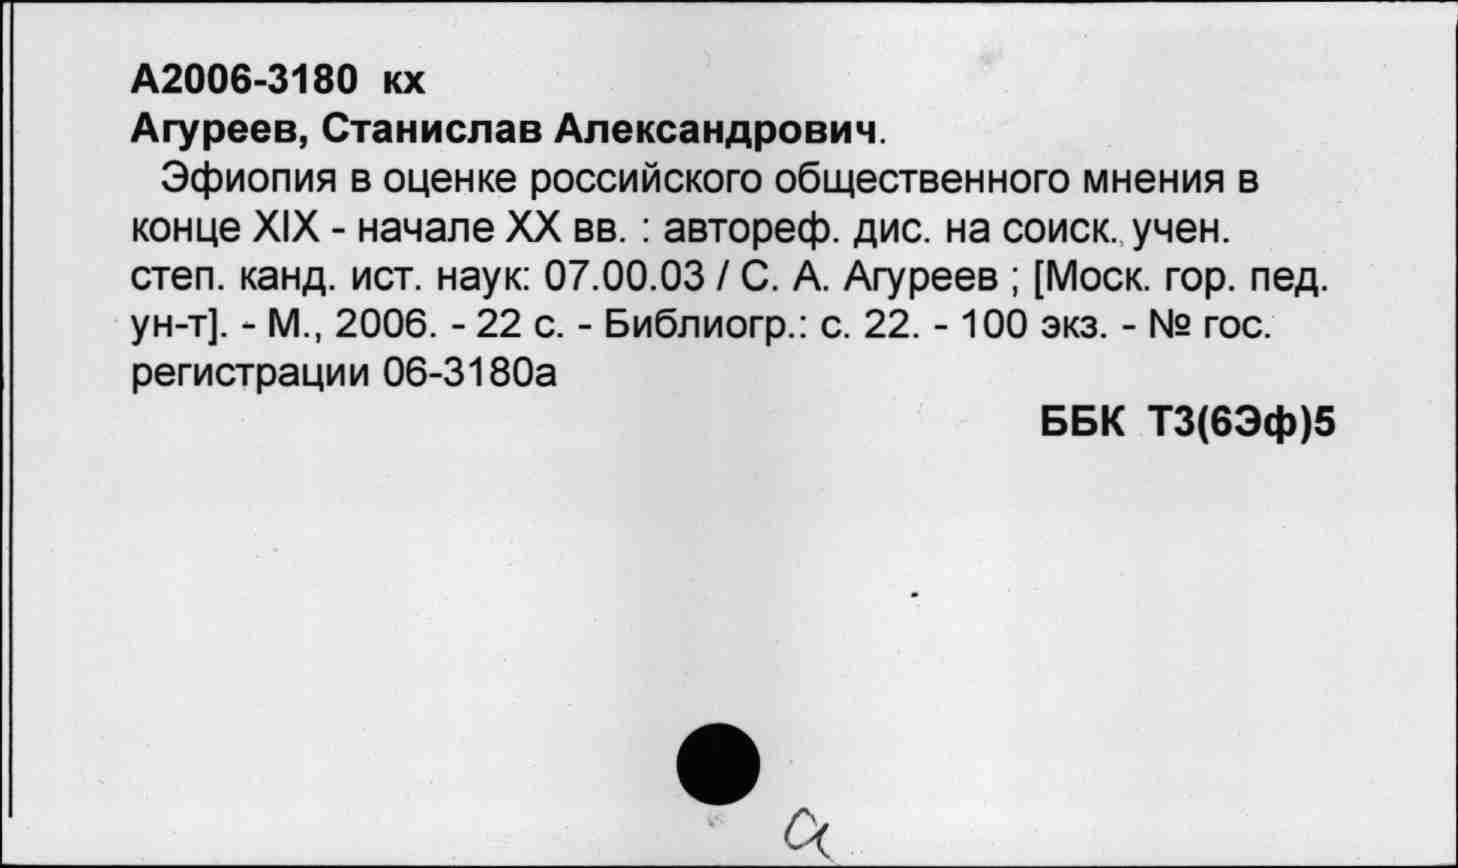 А2006-3180 кх
Агуреев, Станислав Александрович.
Эфиопия в оценке российского общественного мнения в
конце XIX - начале XX вв. : автореф. дис. на соиск. учен.
степ. канд. ист. наук: 07.00.03 / С. А. Агуреев ; [Моск. гор. пед.
ун-т]. - М., 2006. - 22 с. - Библиогр.: с. 22. - 100 экз. - № гос.
регистрации 06-3180а
ББК Т3(6Эф)5
а